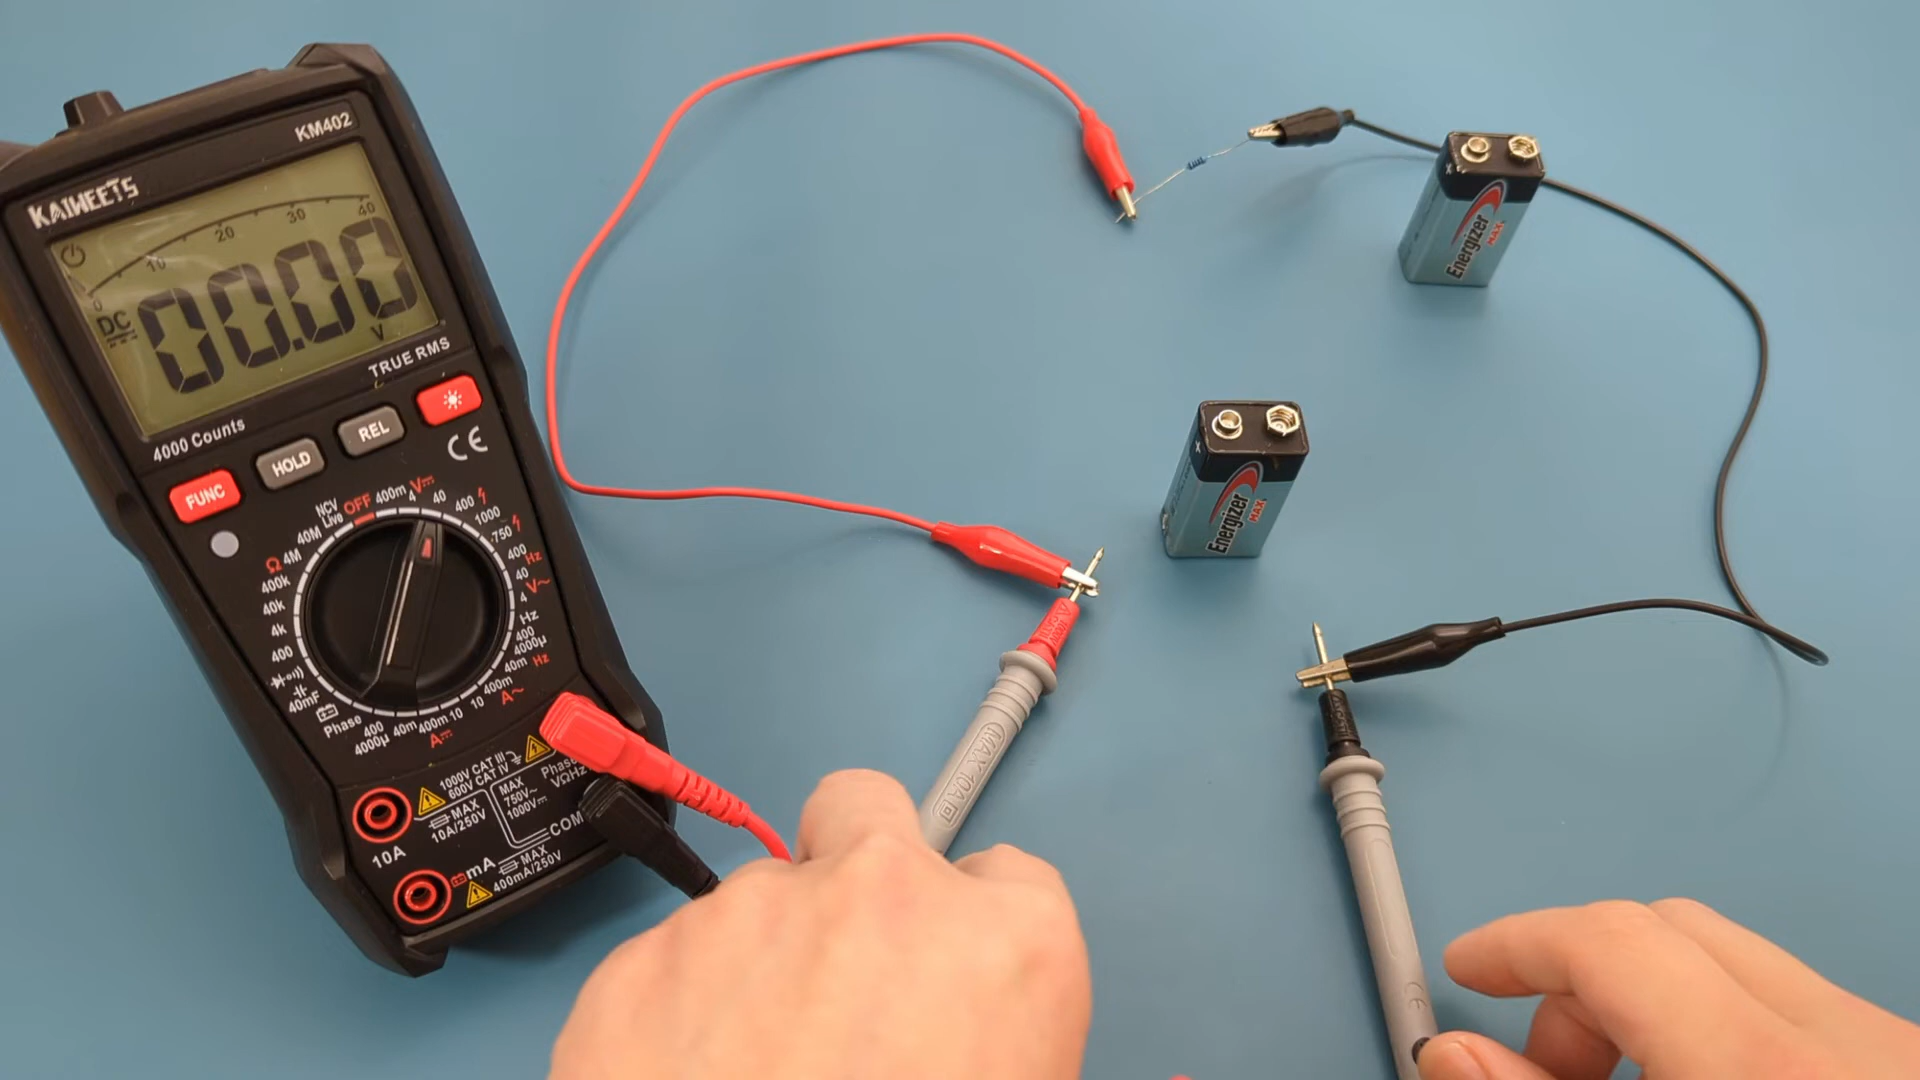 KM402
KAIWEETS
0 10 20 30 40
DC 00.00 V
TRUE RMS
4000 Counts
FUNC HOLD REL
CE
OFF
NCV
Live
400m
V
4
40
400
1000
750
400
Hz
40
V~
4
Hz
400
4000µ
40m
Hz
400m
A~
10
10
400m
A
40m
400
4000µ
Phase
40mF
400
4k
40k
400k
Ω
4M
40M
1000V CAT III
600V CAT IV
MAX
10A/250V
MAX
750V~
1000V
Phase
VΩHz
COM
10A
mA
MAX
400mA/250V
MAX 10A
CE
+
Energizer
MAX
+
Energizer
MAX